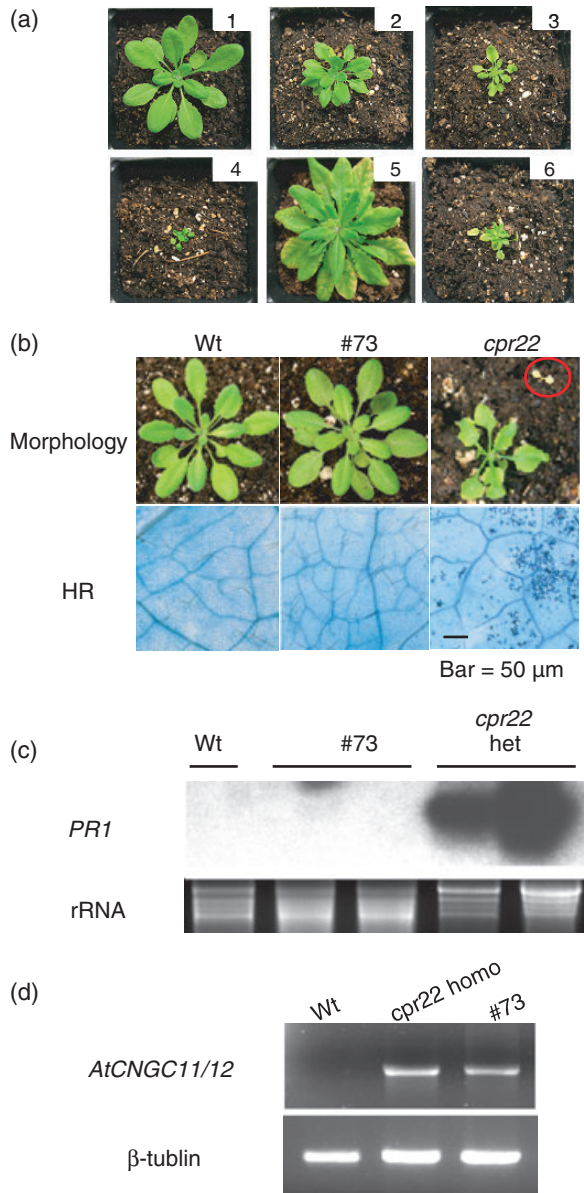 (a)
1 2 3
4 5 6
(b)
Wt #73 cpr22
Morphology
HR
Bar = 50 µm
(c)
Wt #73 cpr22 het
PR1
rRNA
(d)
Wt cpr22 homo #73
AtCNGC11/12
β-tublin